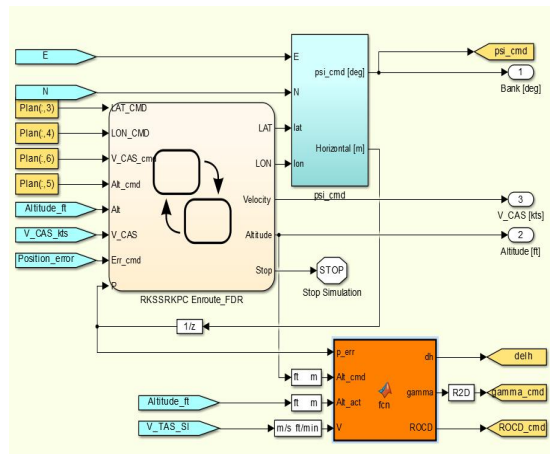 E
psi_cmd
E
psi_cmd [deg]
1
Bank [deg]
N
N
Plan(:,3)
LAT_CMD
LAT
lat
Horizontal [m]
Plan(:,4)
LON_CMD
LON
lon
Plan(:,6)
V_CAS_cmd
Plan(:,5)
Alt_cmd
Velocity
psi_cmd
3
V_CAS [kts]
Altitude_ft
Alt
V_CAS_kts
V_CAS
Altitude
2
Altitude [ft]
Position_error
Err_cmd
Stop
STOP
Stop Simulation
P
RKSSRKPC Enroute_FDR
1/z
p_err
dh
delh
ft m
Alt_cmd
fcn
gamma
R2D
gamma_cmd
Altitude_ft
ft m
Alt_act
V_TAS_SI
m/s ft/min
V
ROCD
ROCD_cmd